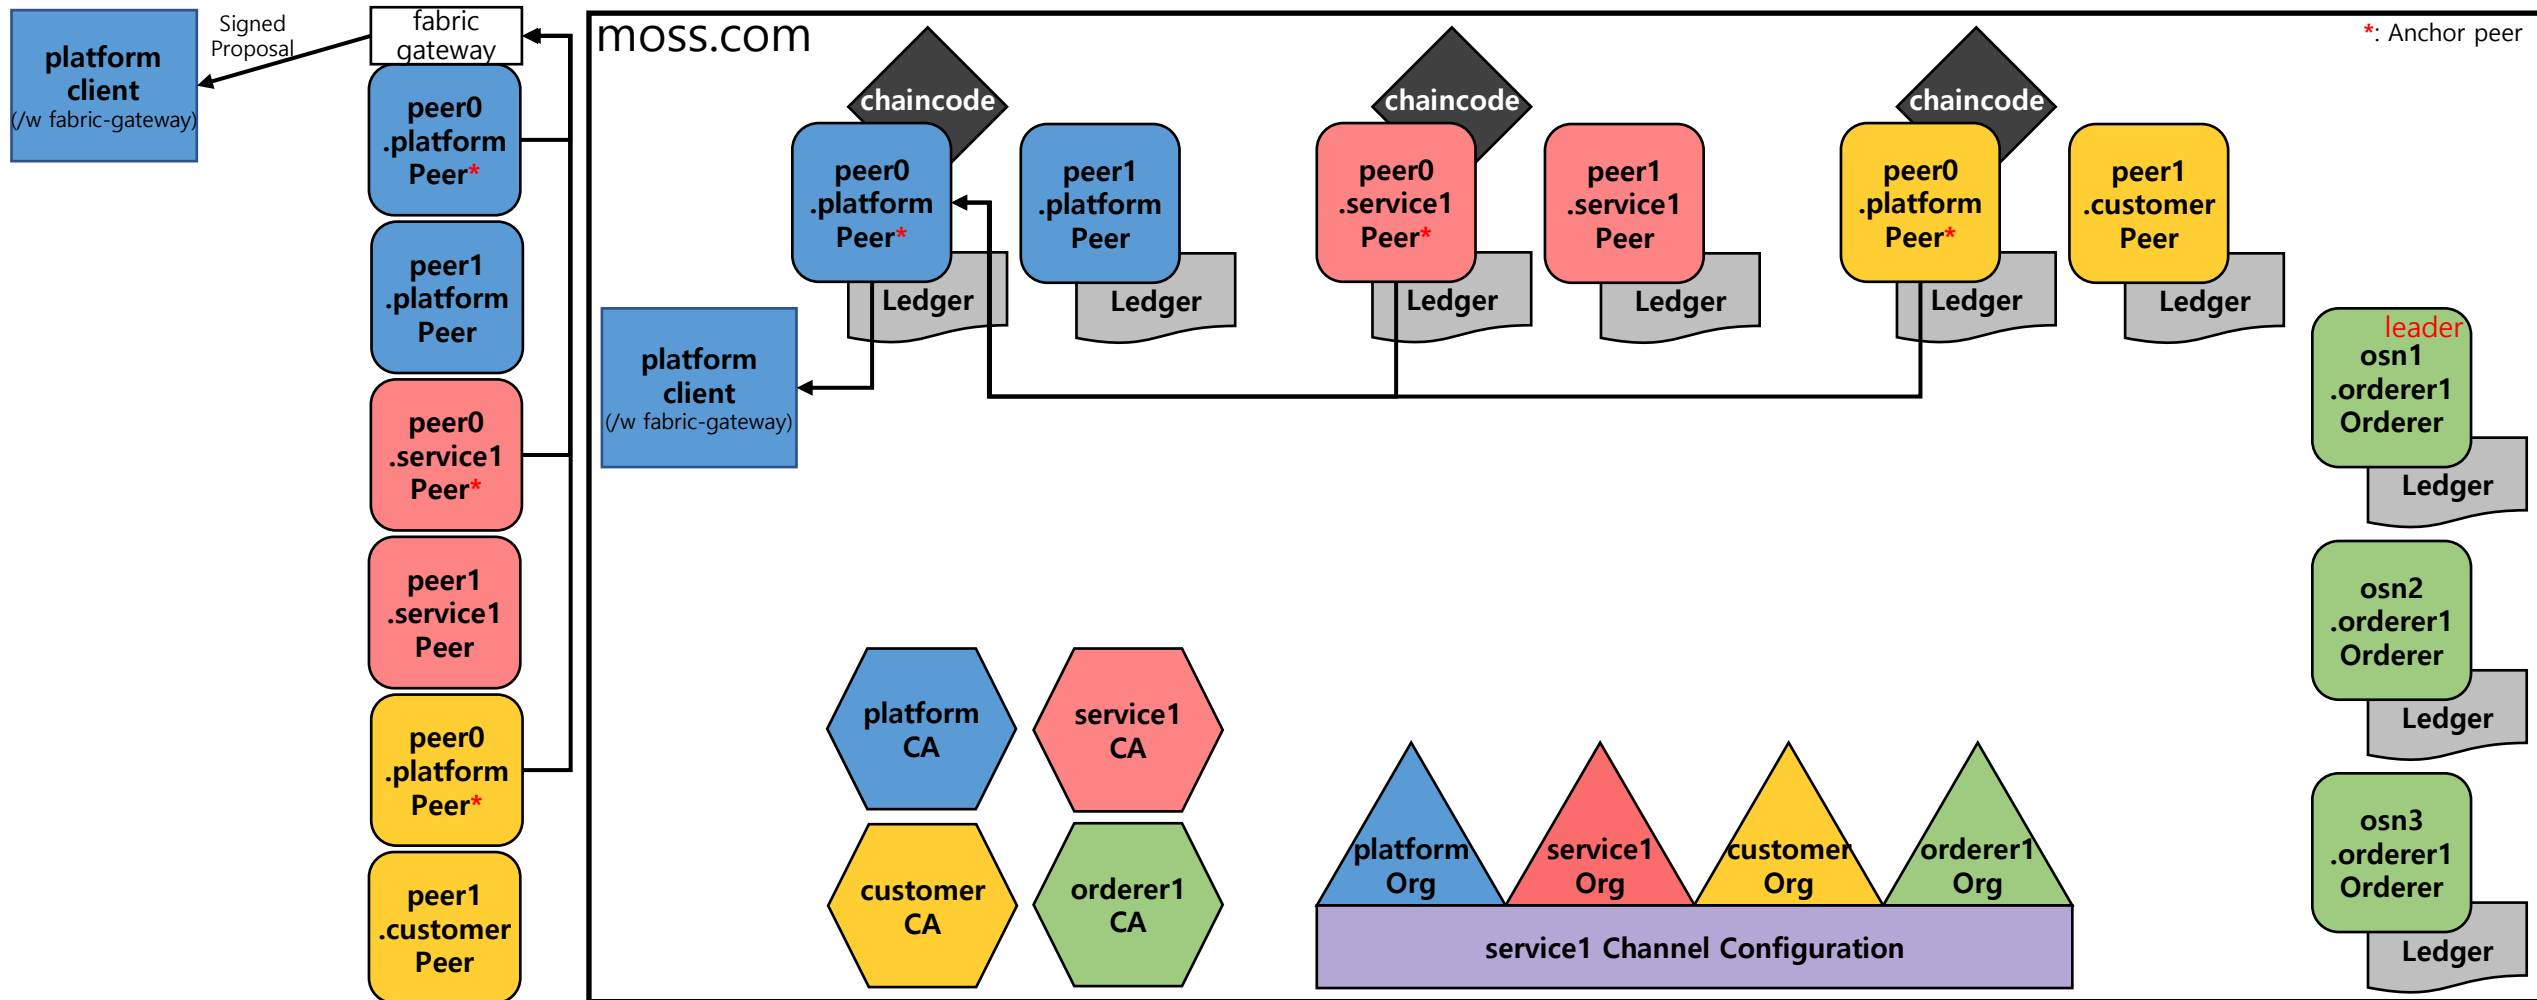 platform
client
(/w fabric-gateway)
Signed
Proposal
fabric
gateway
peer0
.platform
Peer*
peer1
.platform
Peer
peer0
.service1
Peer*
peer1
.service1
Peer
peer0
.platform
Peer*
peer1
.customer
Peer
moss.com
*: Anchor peer
chaincode
peer0
.platform
Peer*
Ledger
peer1
.platform
Peer
Ledger
chaincode
peer0
.service1
Peer*
Ledger
peer1
.service1
Peer
Ledger
chaincode
peer0
.platform
Peer*
Ledger
peer1
.customer
Peer
Ledger
platform
client
(/w fabric-gateway)
leader
osn1
.orderer1
Orderer
Ledger
osn2
.orderer1
Orderer
Ledger
osn3
.orderer1
Orderer
Ledger
platform
CA
service1
CA
customer
CA
orderer1
CA
platform
Org
service1
Org
customer
Org
orderer1
Org
service1 Channel Configuration